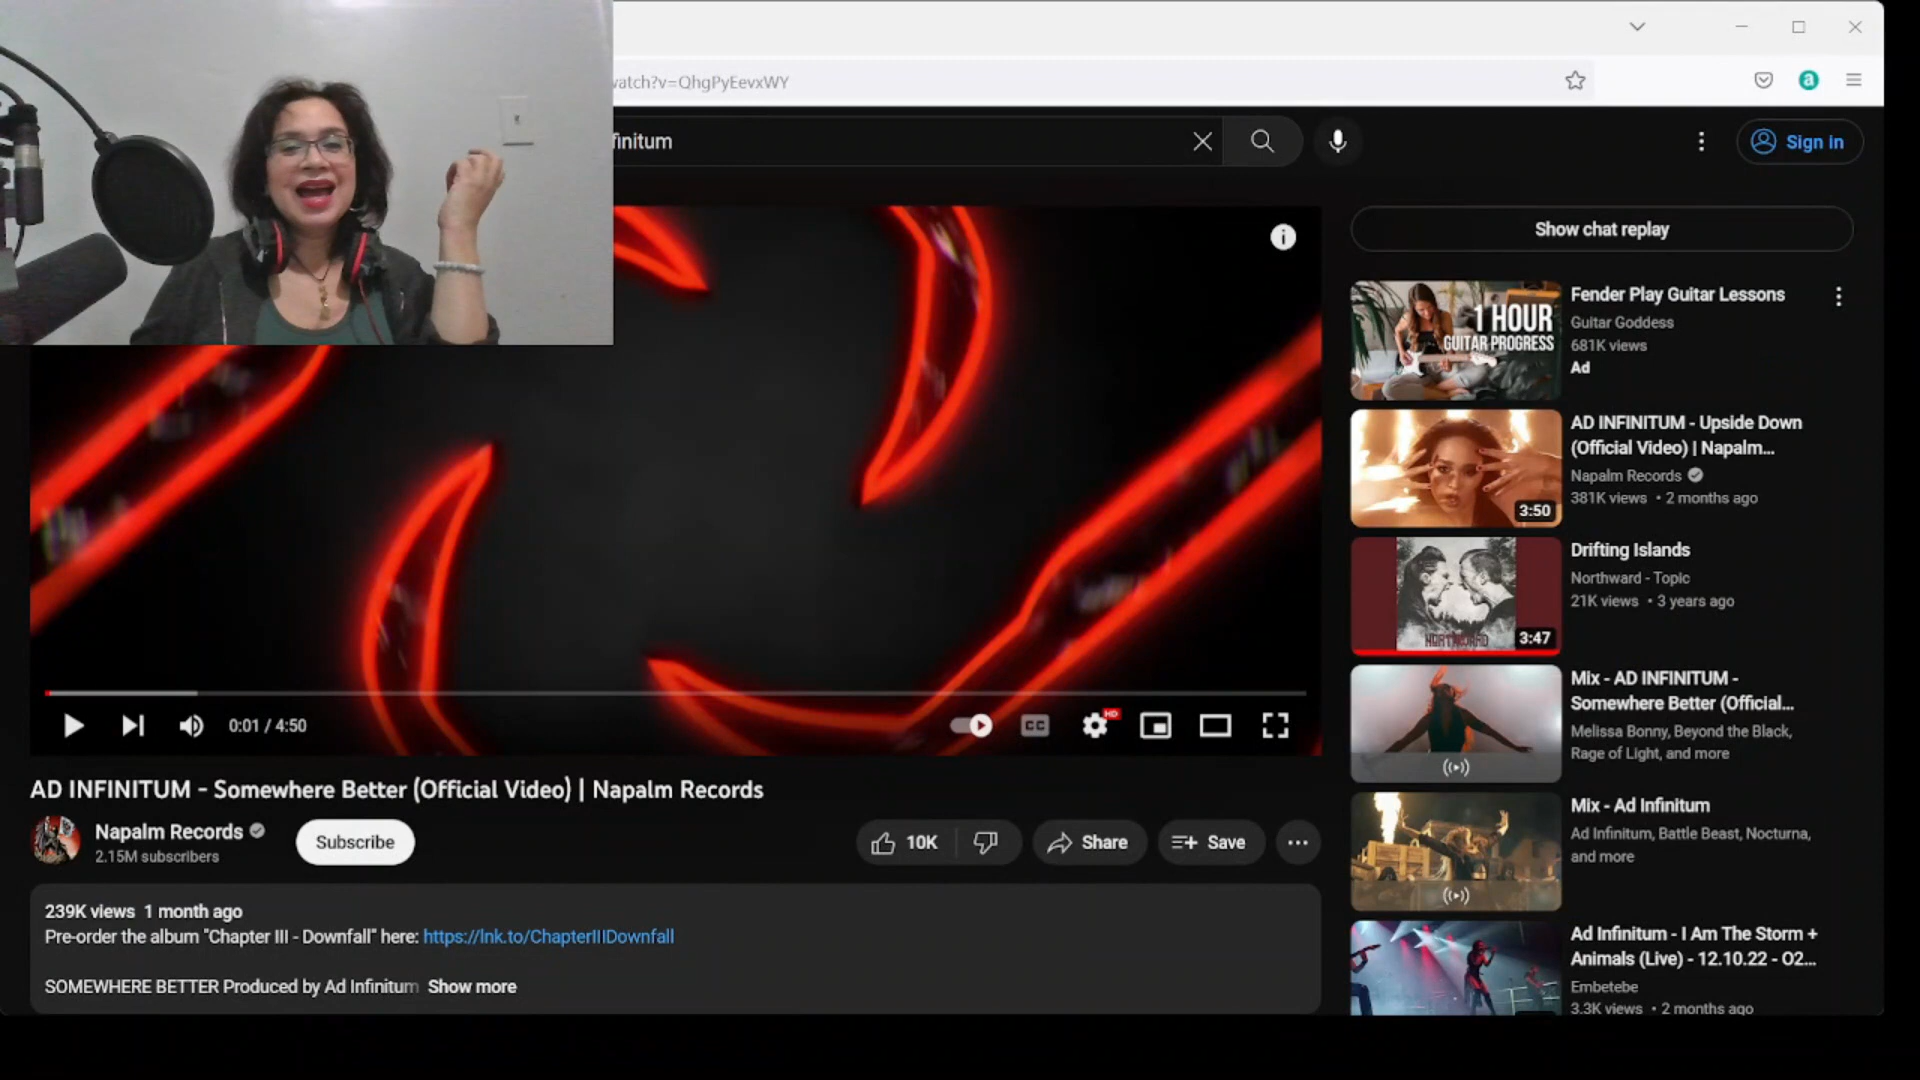 watch?v=QhgPyEevxWY
finitum
Sign in
Show chat replay
1 HOUR
GUITAR PROGRESS
Fender Play Guitar Lessons
Guitar Goddess
681K views
Ad
3:50
AD INFINITUM - Upside Down
(Official Video) | Napalm...
Napalm Records
381K views • 2 months ago
NORTHWARD
3:47
Drifting Islands
Northward - Topic
21K views • 3 years ago
Mix - AD INFINITUM -
Somewhere Better (Official...
Melissa Bonny, Beyond the Black,
Rage of Light, and more
Mix - Ad Infinitum
Ad Infinitum, Battle Beast, Nocturna,
and more
Ad Infinitum - I Am The Storm +
Animals (Live) - 12.10.22 - O2...
Embetebe
3.3K views • 2 months ago
0:01 / 4:50
CC
HD
AD INFINITUM - Somewhere Better (Official Video) | Napalm Records
Napalm Records
2.15M subscribers
Subscribe
10K
Share
Save
239K views 1 month ago
Pre-order the album "Chapter III - Downfall" here: https://lnk.to/ChapterIIIDownfall
SOMEWHERE BETTER Produced by Ad Infinitum Show more